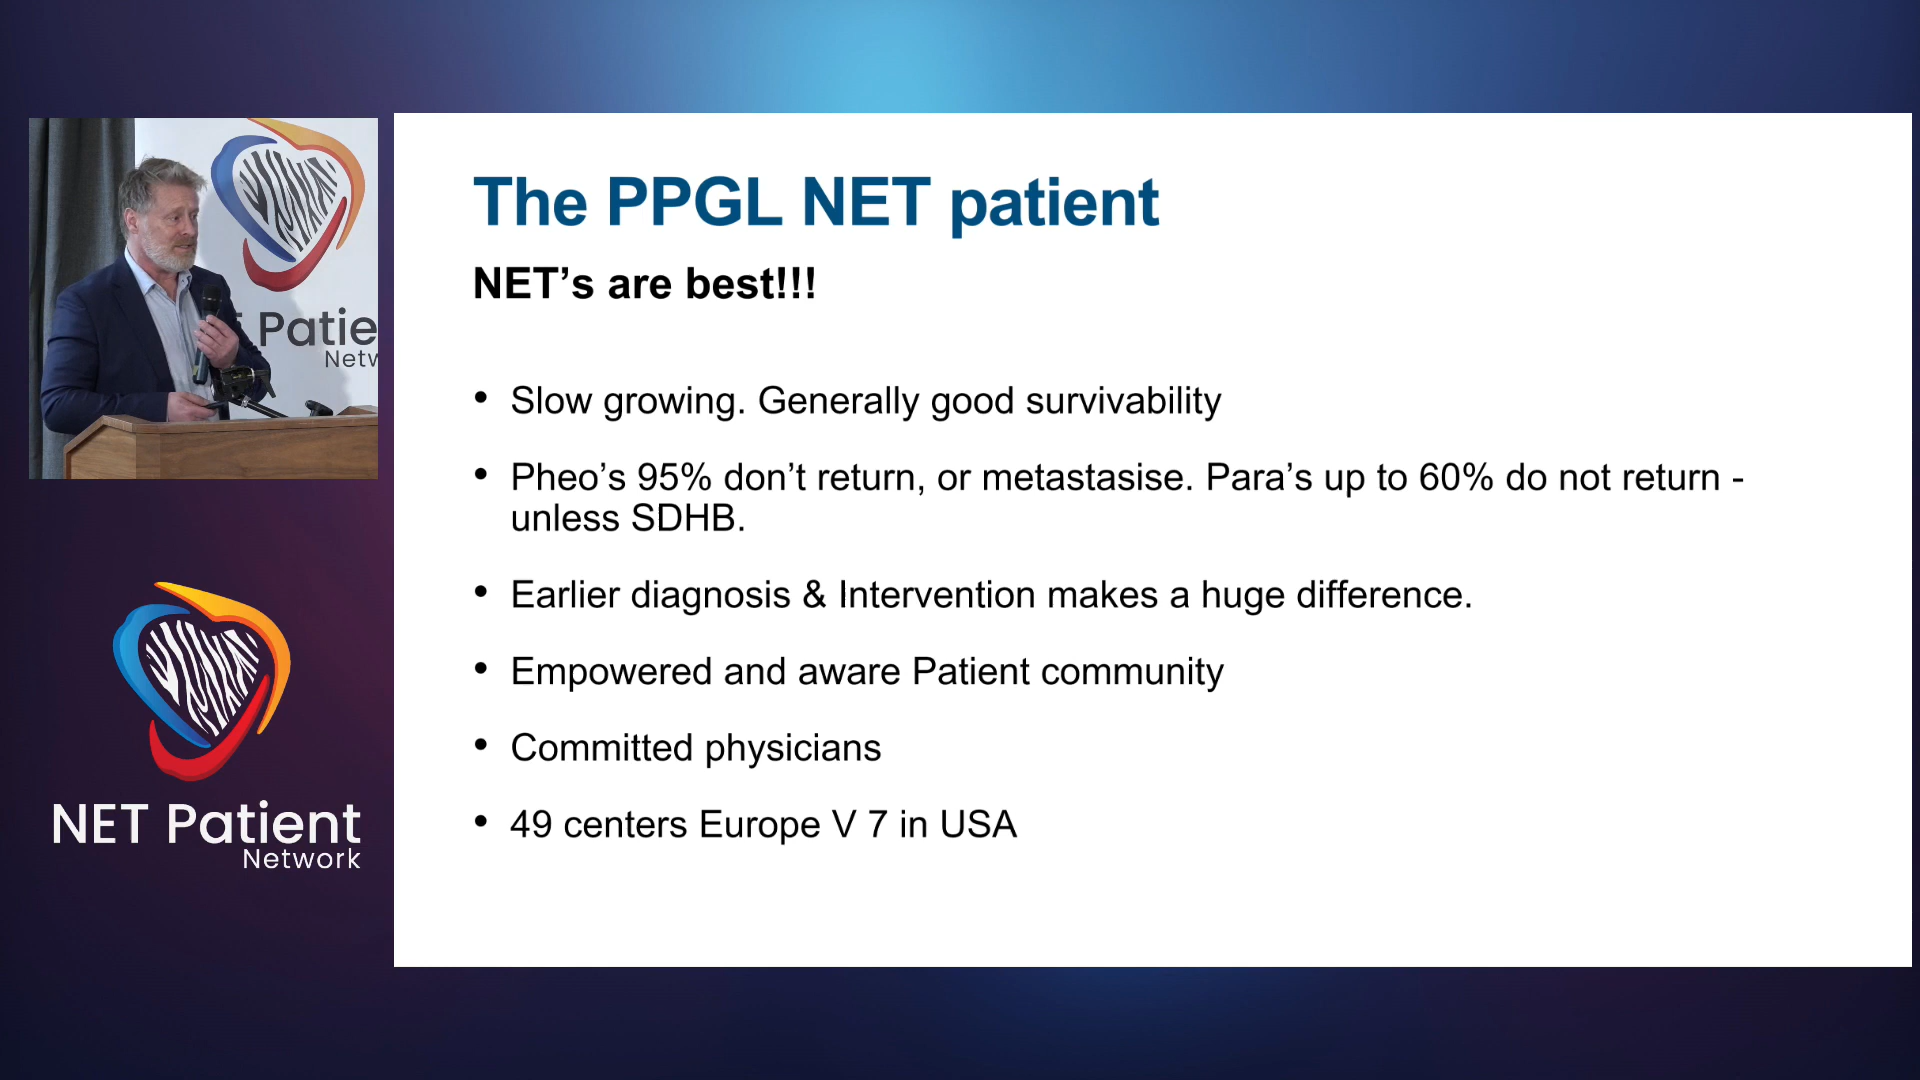 Patie
Netw
NET Patient
Network
The PPGL NET patient
NET’s are best!!!
• Slow growing. Generally good survivability
• Pheo’s 95% don’t return, or metastasise. Para’s up to 60% do not return -
unless SDHB.
• Earlier diagnosis & Intervention makes a huge difference.
• Empowered and aware Patient community
• Committed physicians
• 49 centers Europe V 7 in USA